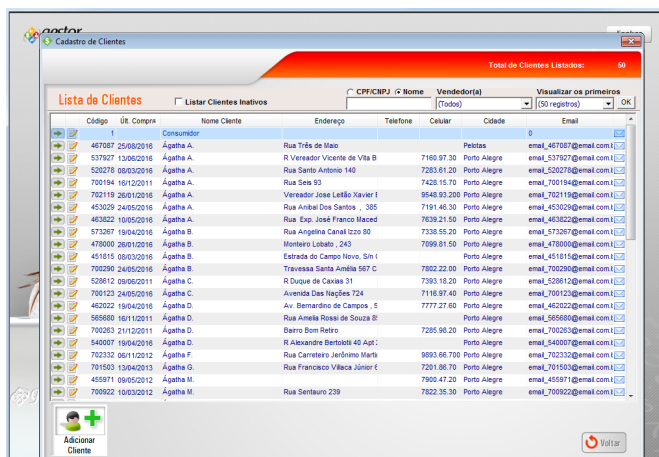 gestor
Cadastro de Clientes
Total de Clientes Listados: 50
Lista de Clientes
Listar Clientes Inativos
CPF/CNPJ Nome
Vendedor(a)
(Todos)
Visualizar os primeiros
(50 registros)
OK
Código Últ. Compra Nome Cliente Endereço Telefone Celular Cidade Email
1 Consumidor 0
467087 25/08/2016 Ágatha A. Rua Três de Maio Pelotas email_467087@email.com.t
537927 13/06/2016 Ágatha A. R Vereador Vicente de Vita B 7160.97.30 Porto Alegre email_537927@email.com.t
520278 08/03/2016 Ágatha A. Rua Santo Antonio 140 7283.61.20 Porto Alegre email_520278@email.com.t
700194 16/12/2011 Ágatha A. Rua Seis 93 7428.15.70 Porto Alegre email_700194@email.com.t
702119 26/01/2016 Ágatha A. Vereador Jose Leitão Xavier 9548.93.200 Porto Alegre email_702119@email.com.t
453029 24/05/2016 Ágatha A. Rua Anibal Dos Santos , 385 7191.46.30 Porto Alegre email_453029@email.com.t
463822 10/05/2016 Ágatha A. Rua Exp. José Franco Maced 7639.21.50 Porto Alegre email_463822@email.com.t
573267 19/04/2016 Ágatha B. Rua Angelina Canali Izzo 80 7338.55.20 Porto Alegre email_573267@email.com.t
478000 26/01/2016 Ágatha B. Monteiro Lobato , 243 7099.81.50 Porto Alegre email_478000@email.com.t
451815 08/03/2016 Ágatha B. Estrada do Campo Novo, S/n Porto Alegre email_451815@email.com.t
700290 24/05/2016 Ágatha B. Travessa Santa Amélia 567 C 7802.22.00 Porto Alegre email_700290@email.com.t
528612 09/06/2011 Ágatha C. R Duque de Caxias 31 7393.18.20 Porto Alegre email_528612@email.com.t
700123 24/05/2016 Ágatha C. Avenida Das Nações 724 7116.97.40 Porto Alegre email_700123@email.com.t
462022 19/04/2016 Ágatha D. Av. Bernardino de Campos , 5 7777.27.60 Porto Alegre email_462022@email.com.t
565680 16/11/2011 Ágatha D. Rua Amelia Rossi de Souza 8 Porto Alegre email_565680@email.com.t
700263 21/12/2011 Ágatha D. Bairro Bom Retiro 7285.98.20 Porto Alegre email_700263@email.com.t
540007 19/04/2016 Ágatha D. R Alexandre Bertolotii 40 Apt Porto Alegre email_540007@email.com.t
702332 06/11/2012 Ágatha F. Rua Carreteiro Jerônimo Marti 9893.66.700 Porto Alegre email_702332@email.com.t
701503 13/04/2013 Ágatha G. Rua Francisco Villaca Júnior 6 7201.86.70 Porto Alegre email_701503@email.com.t
455971 09/05/2012 Ágatha M. 7900.47.20 Porto Alegre email_455971@email.com.t
700922 10/03/2012 Ágatha M. Rua Sentauro 239 7822.35.30 Porto Alegre email_700922@email.com.t
Adicionar
Cliente
Voltar